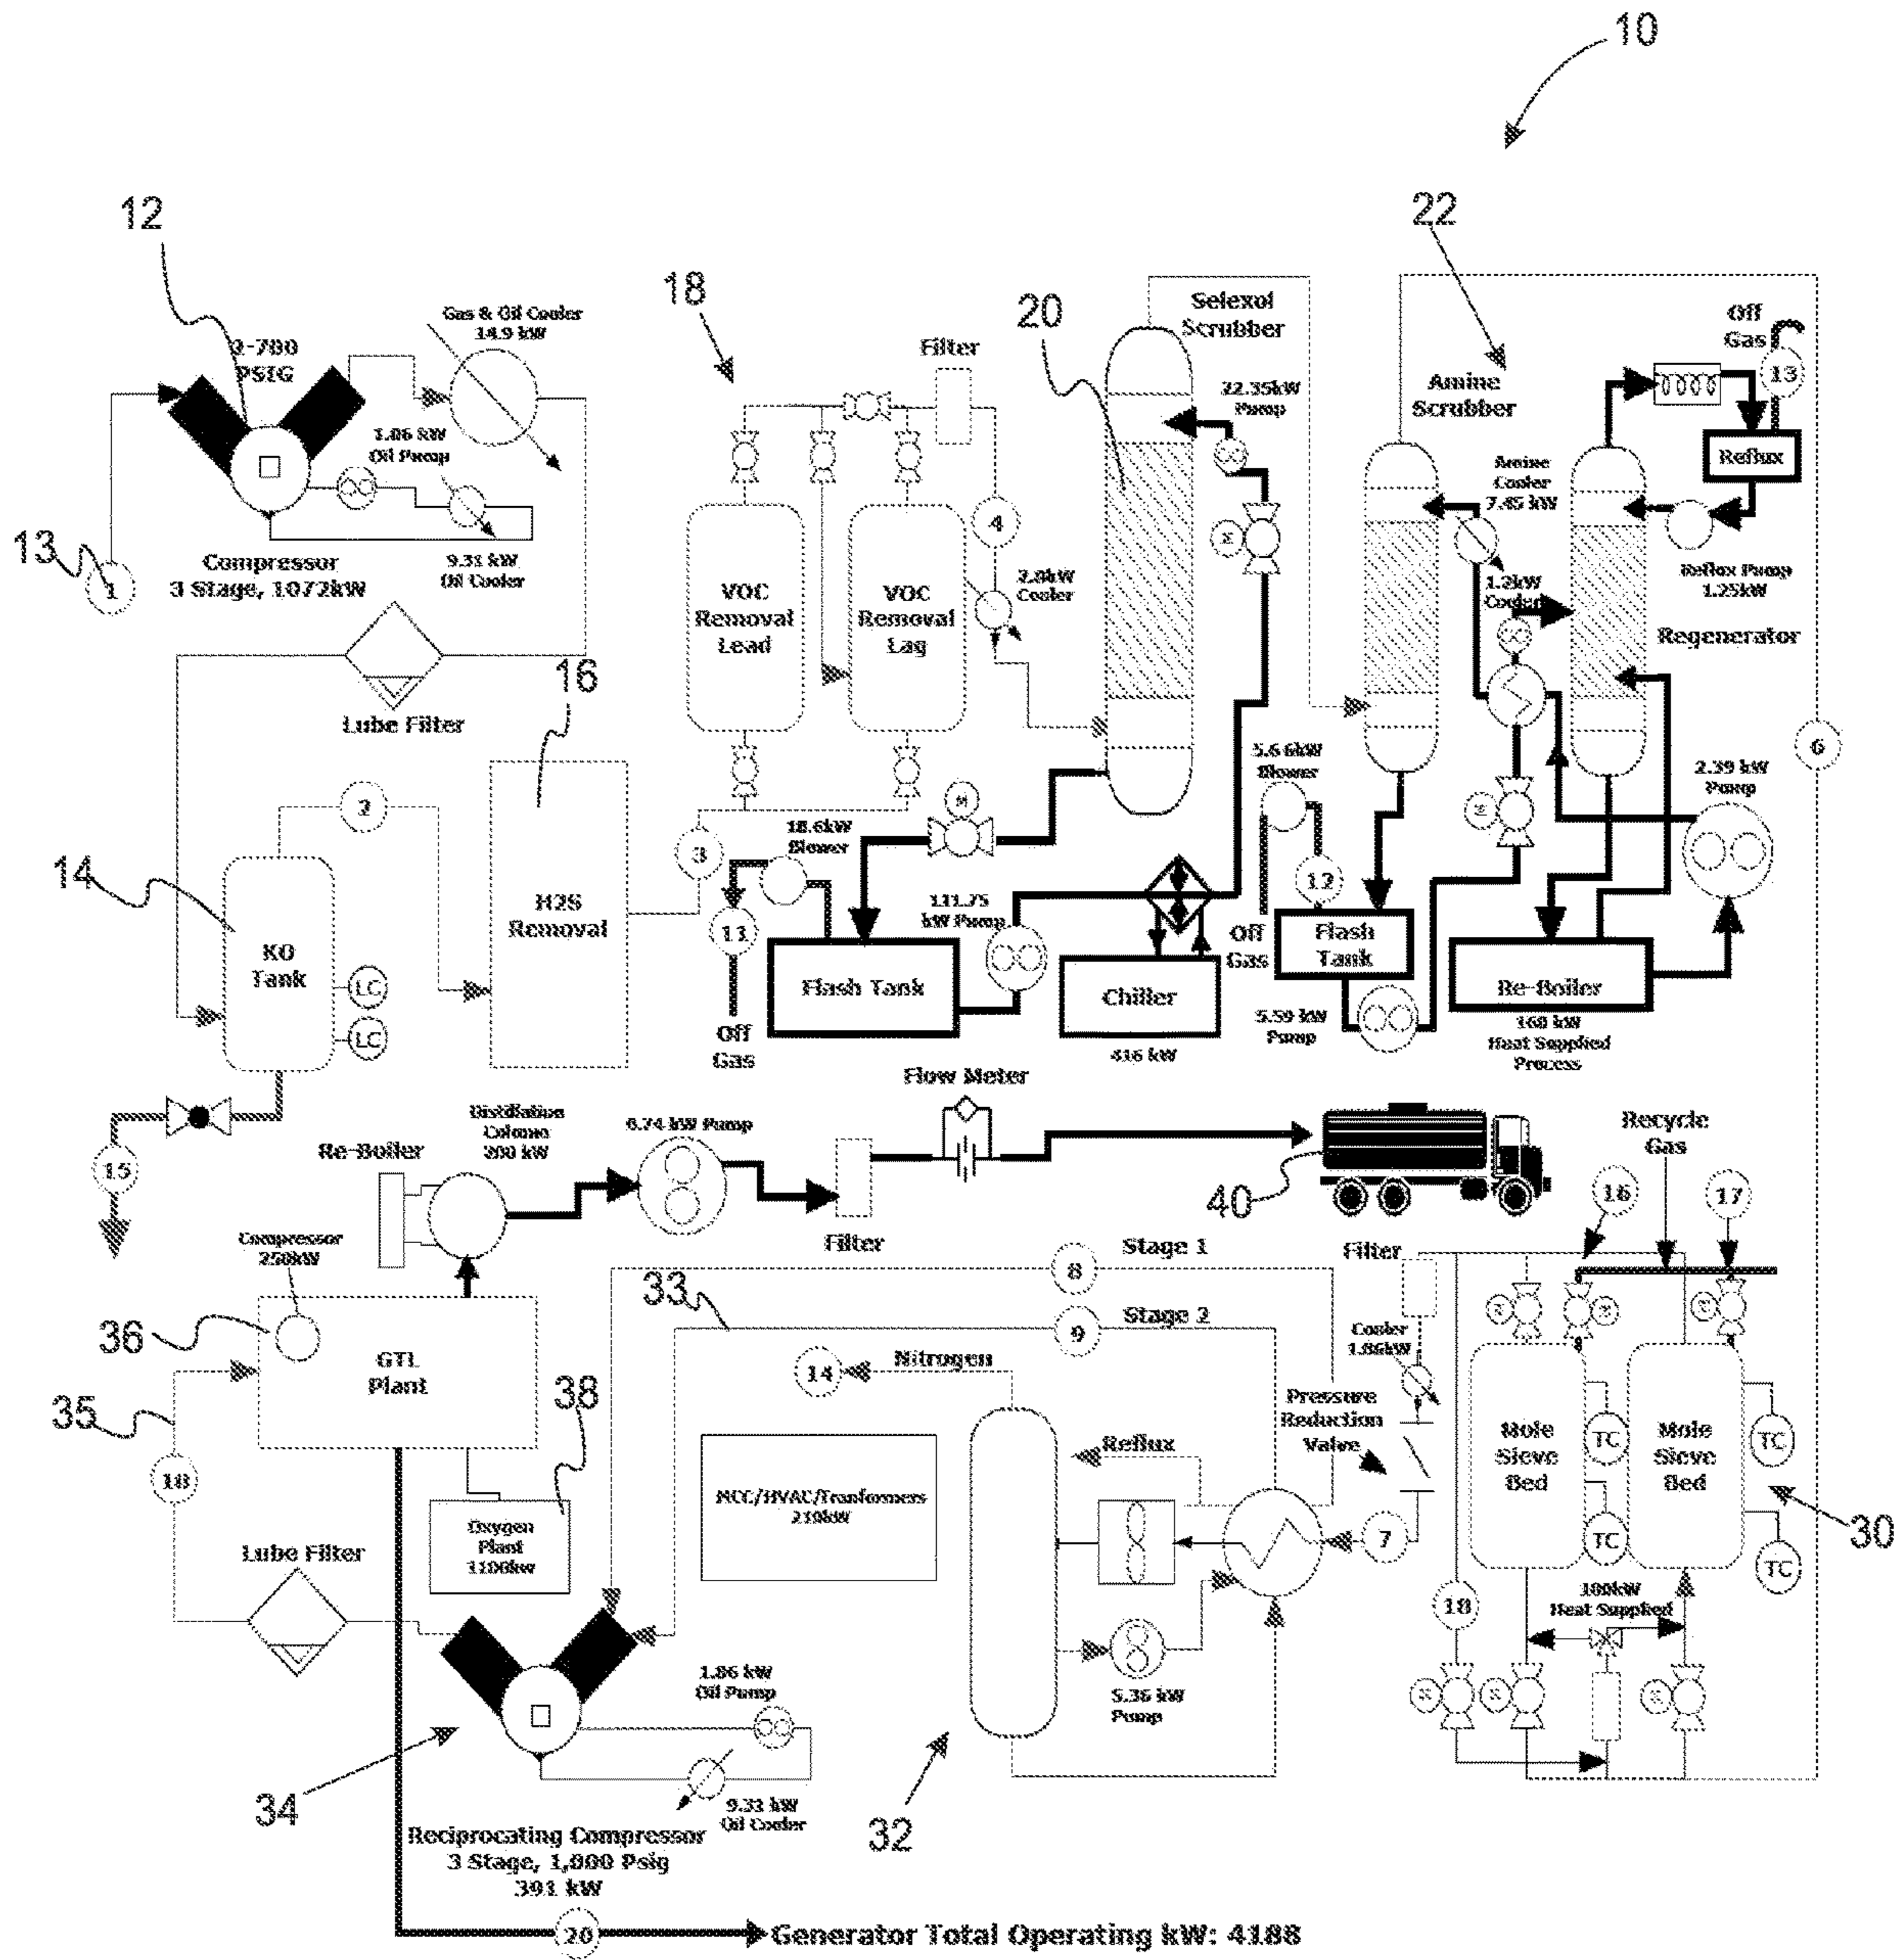 10
12
22
18
20
Gas & Oil Cooler
14.9 kW
Selexol
Scrubber
Off
Gas
13
Filter
PSIG
22.35kW
Pump
Amine
Scrubber
Reflux
1.86 kW
Oil Pump
Amine
Cooler
7.45 kW
4
13
1
Compressor
3 Stage, 1072kW
9.31 kW
Oil Cooler
VOC
Removal
Lead
VOC
Removal
Lag
Cooler
1.2kW
Cooler
Reflux Pump
1.25kW
Regenerator
16
Lube Filter
6
5.66kW
Blower
2.39 kW
Pump
2
3
18.6kW
Blower
12
14
H2S
Removal
11
111.75
kW Pump
Off
Gas
Flash
Tank
KO
Tank
LC
LC
Flash Tank
Chiller
Re-Boiler
Off
Gas
416 kW
5.59 kW
Pump
160 kW
Heat Supplied
Process
Flow Meter
Distillation
Column
200 kW
0.74 kW Pump
Recycle
Gas
Re-Boiler
15
40
16
17
Compressor
250kW
Filter
Stage 1
8
Filter
33
Stage 2
9
36
GTL
Plant
14
Nitrogen
Cooler
1.86kW
35
38
Pressure
Reduction
Valve
Reflux
Mole
Sieve
Bed
Mole
Sieve
Bed
TC
TC
18
MCC/HVAC/Tranformers
210kW
7
30
Oxygen
Plant
1100kw
TC
TC
Lube Filter
18
100kW
Heat Supplied
1.86 kW
Oil Pump
5.36 kW
Pump
34
9.31 kW
Oil Cooler
32
Reciprocating Compressor
3 Stage, 1,000 Psig
391 kW
20
Generator Total Operating kW: 4188